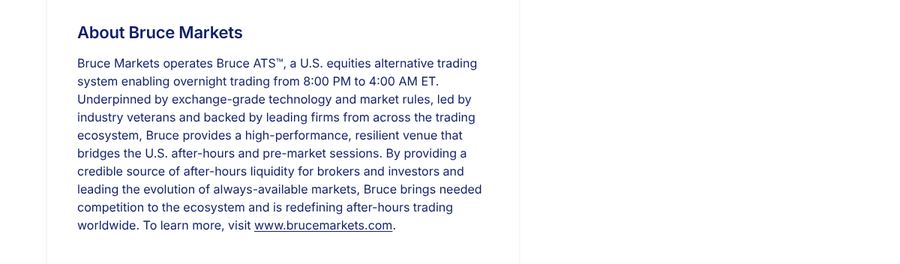 About Bruce Markets
Bruce Markets operates Bruce ATS™, a U.S. equities alternative trading
system enabling overnight trading from 8:00 PM to 4:00 AM ET.
Underpinned by exchange-grade technology and market rules, led by
industry veterans and backed by leading firms from across the trading
ecosystem, Bruce provides a high-performance, resilient venue that
bridges the U.S. after-hours and pre-market sessions. By providing a
credible source of after-hours liquidity for brokers and investors and
leading the evolution of always-available markets, Bruce brings needed
competition to the ecosystem and is redefining after-hours trading
worldwide. To learn more, visit www.brucemarkets.com.